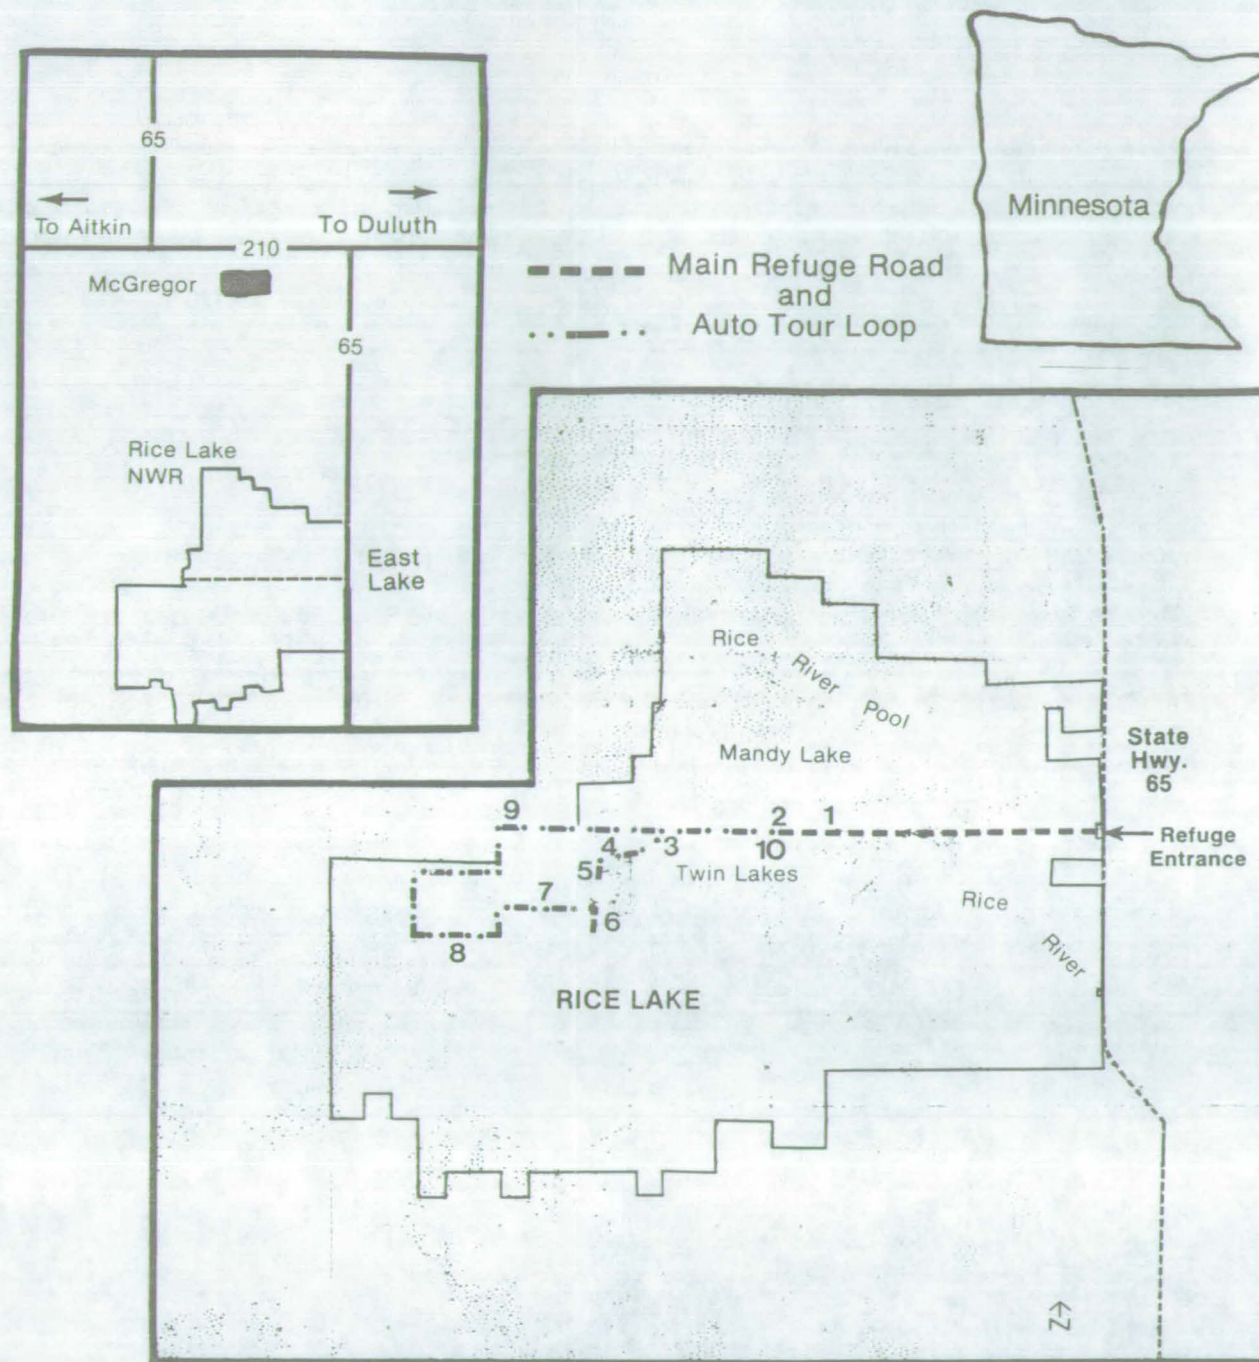 65
To Aitkin
To Duluth
210
McGregor
65
Rice Lake
NWR
East
Lake
Minnesota
Main Refuge Road
and
Auto Tour Loop
Rice
River
Pool
Mandy Lake
State
Hwy.
65
9
2
1
Refuge
Entrance
4
3
10
5
Twin Lakes
7
6
Rice
River
8
RICE LAKE
N